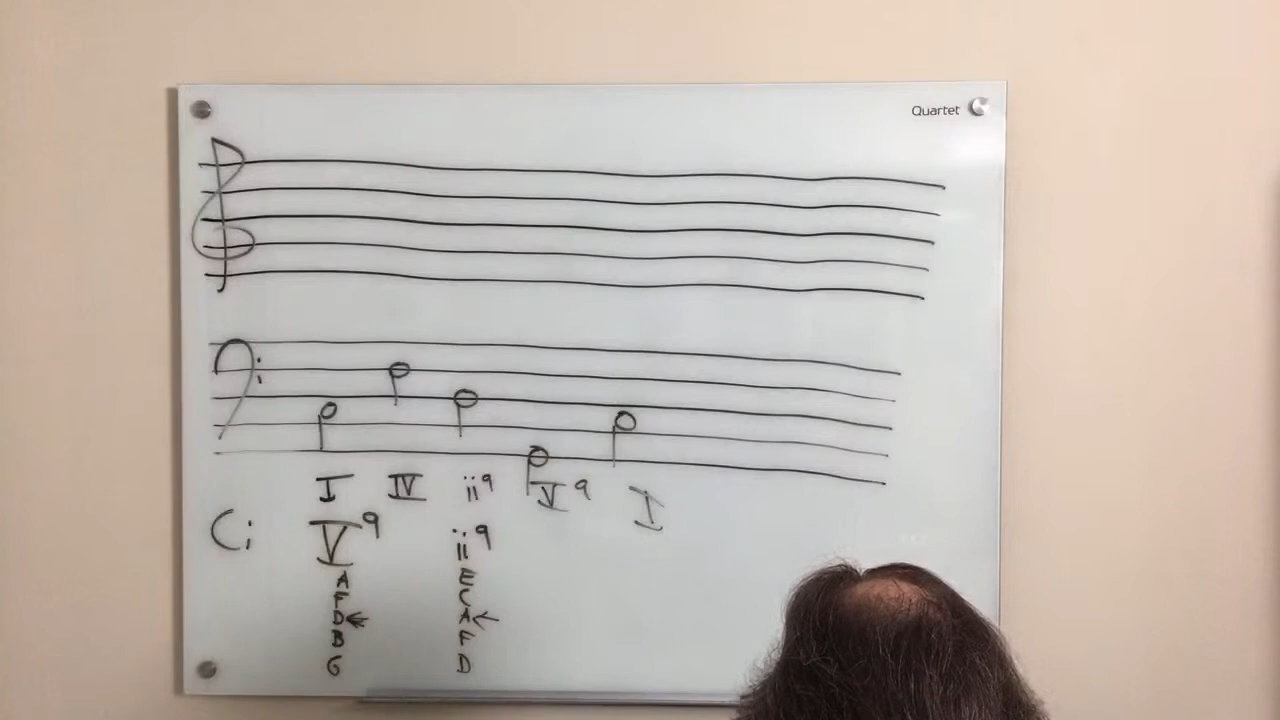 Quartet
I IV ii9 V9 I
C: V9 ii9
A E
F C
D ← A ←
B F
G D